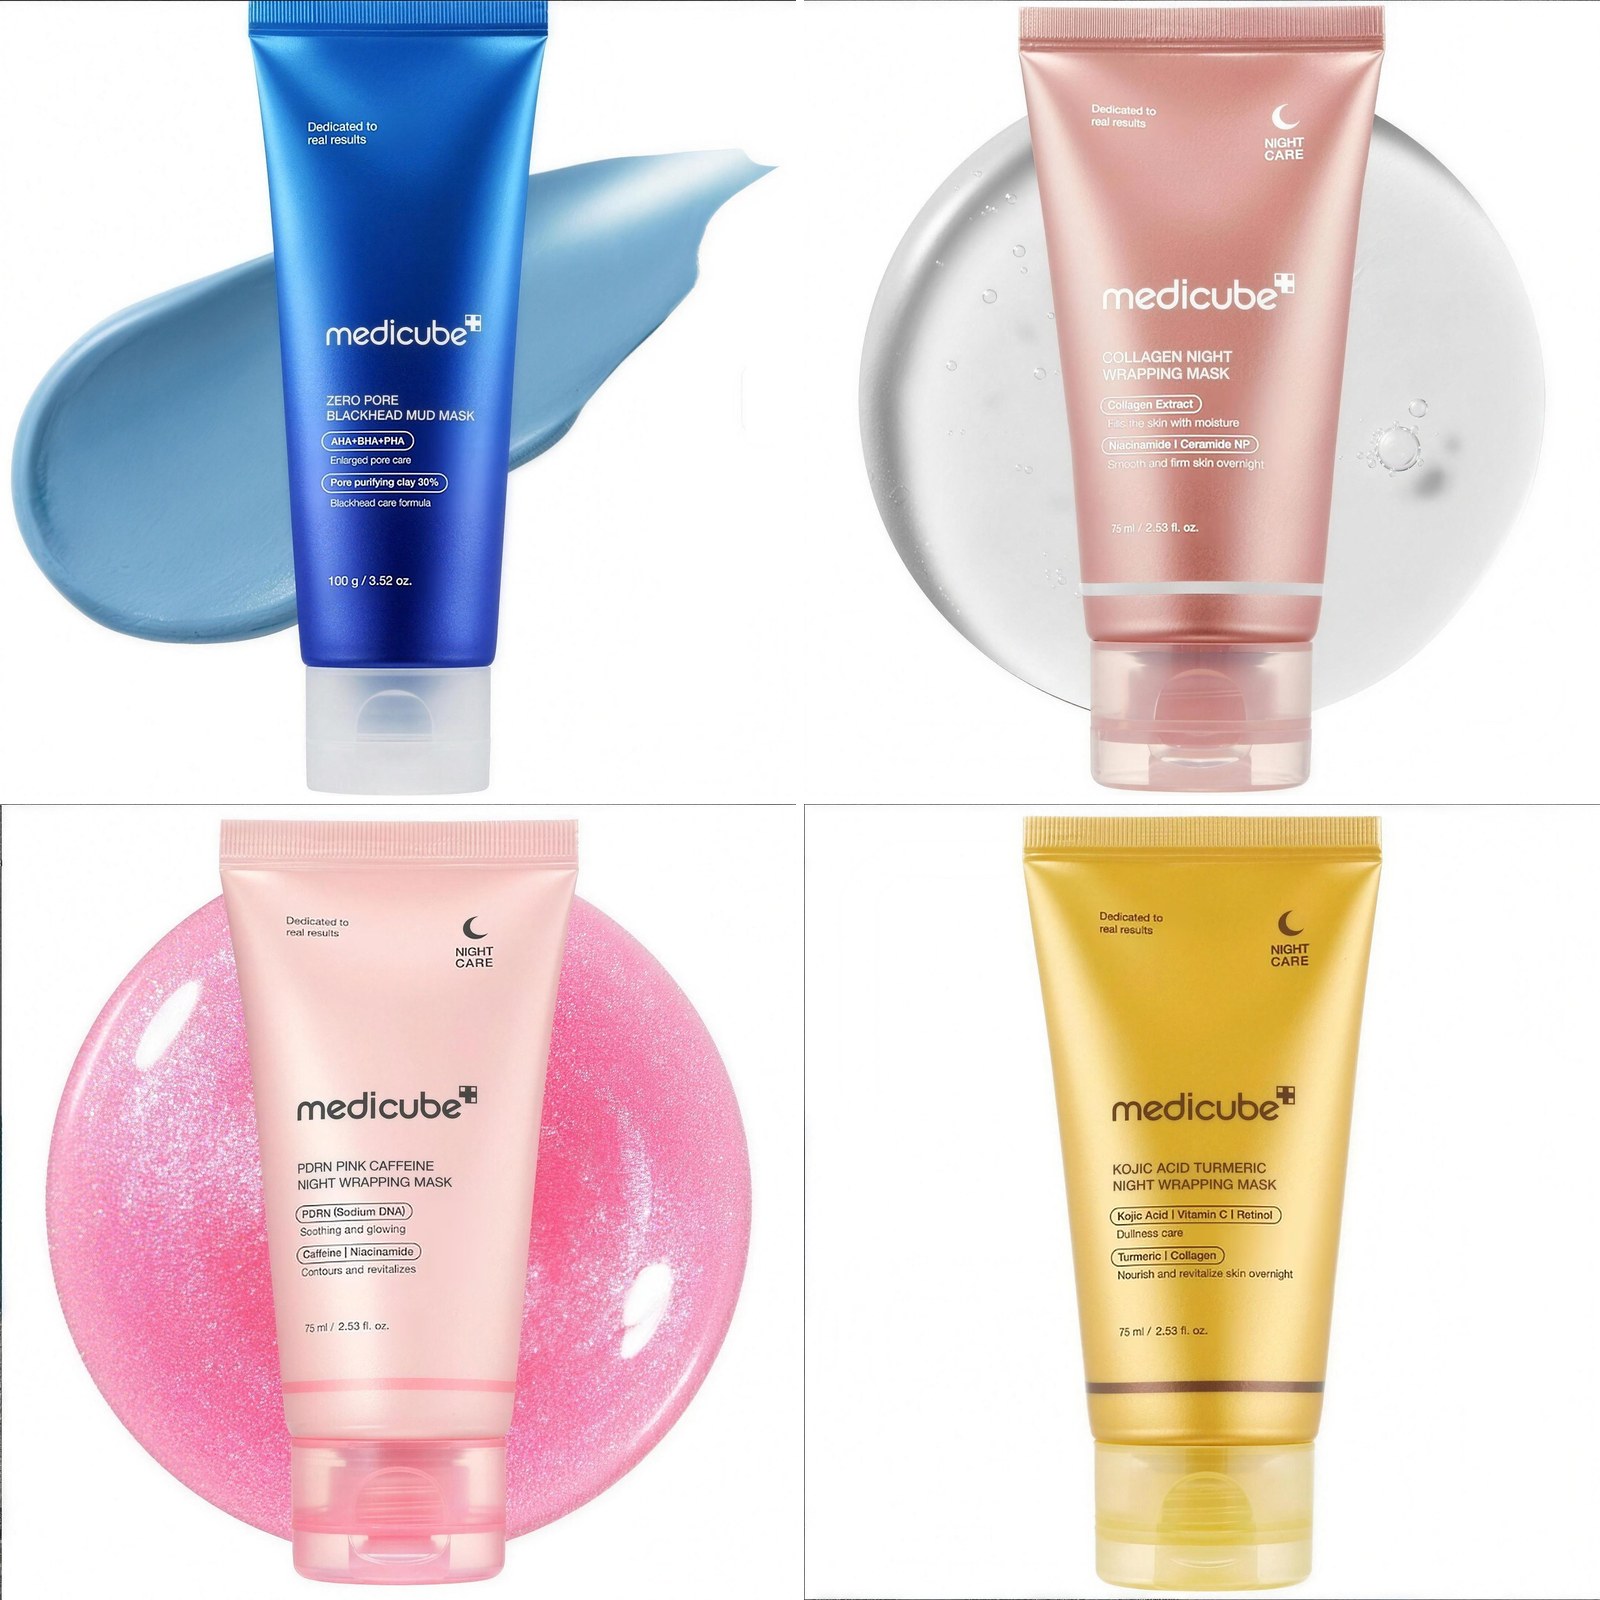 Dedicated to
real results
medicube
ZERO PORE
BLACKHEAD MUD MASK
AHA+BHA+PHA
Enlarged pore care
Pore purifying clay 30%
Blackhead care formula
100 g / 3.52 oz.
Dedicated to
real results
NIGHT
CARE
medicube
COLLAGEN NIGHT
WRAPPING MASK
Collagen Extract
Fills the skin with moisture
Niacinamide | Ceramide NP
Smooth and firm skin overnight
75 ml / 2.53 fl. oz.
Dedicated to
real results
NIGHT
CARE
medicube
PDRN PINK CAFFEINE
NIGHT WRAPPING MASK
PDRN (Sodium DNA)
Soothing and glowing
Caffeine | Niacinamide
Contours and revitalizes
75 ml / 2.53 fl. oz.
Dedicated to
real results
NIGHT
CARE
medicube
KOJIC ACID TURMERIC
NIGHT WRAPPING MASK
Kojic Acid | Vitamin C | Retinol
Dullness care
Turmeric | Collagen
Nourish and revitalize skin overnight
75 ml / 2.53 fl. oz.